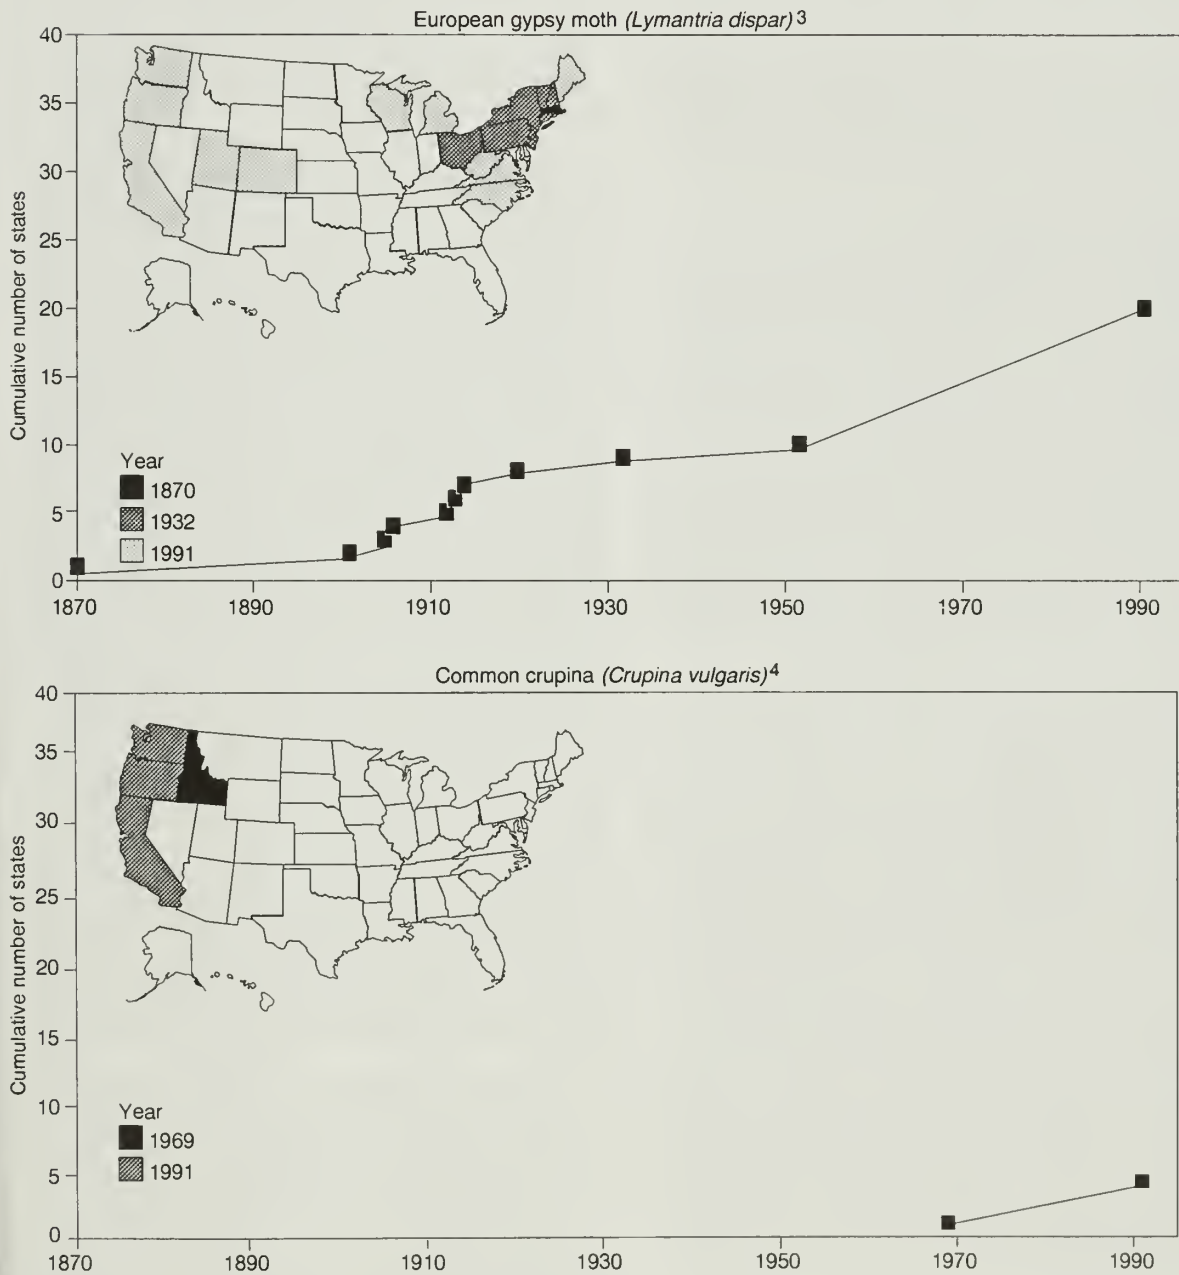 European gypsy moth (Lymantria dispar)3
40
35
30
25
20
15
10
5
0
Cumulative number of states
Year
1870
1932
1991
1870 1890 1910 1930 1950 1970 1990
Common crupina (Crupina vulgaris)4
40
35
30
25
20
15
10
5
0
Cumulative number of states
Year
1969
1991
1870 1890 1910 1930 1950 1970 1990